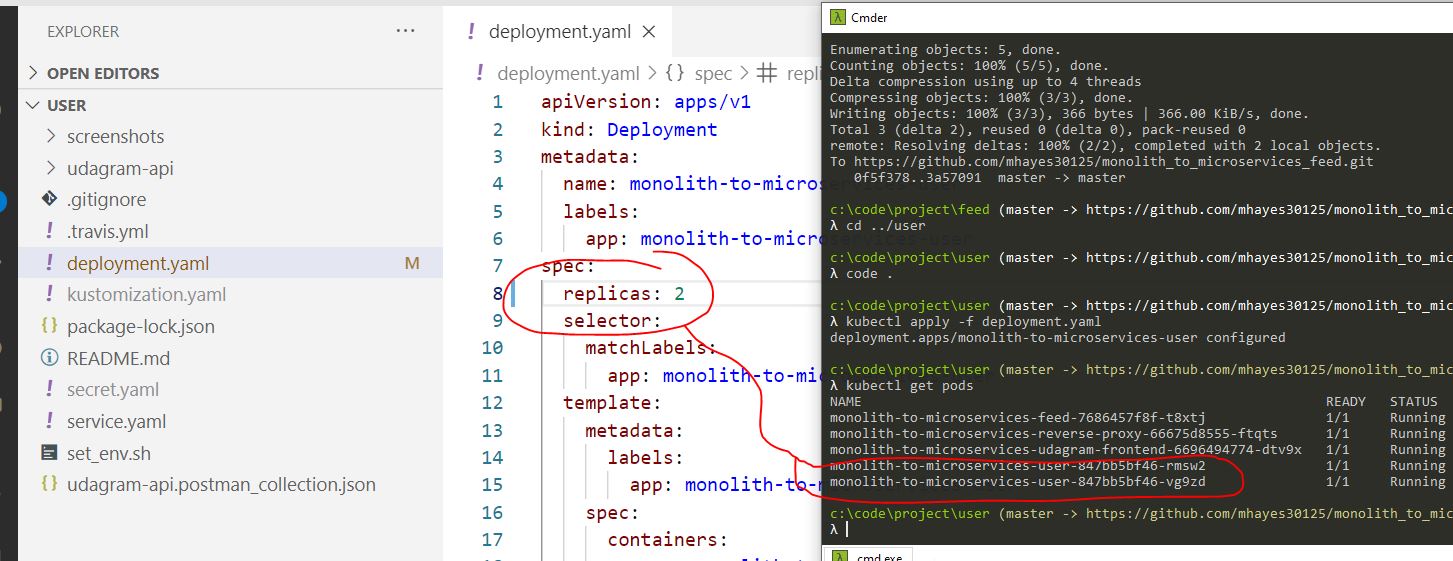 EXPLORER
···
OPEN EDITORS
USER
screenshots
udagram-api
.gitignore
.travis.yml
deployment.yaml M
kustomization.yaml
package-lock.json
README.md
secret.yaml
service.yaml
set_env.sh
udagram-api.postman_collection.json
deployment.yaml
deployment.yaml > {} spec > # repli
1 apiVersion: apps/v1
2 kind: Deployment
3 metadata:
4 name: monolith-to-microservices-user
5 labels:
6 app: monolith-to-microservices-user
7 spec:
8 replicas: 2
9 selector:
10 matchLabels:
11 app: monolith-to-mi
12 template:
13 metadata:
14 labels:
15 app: monolith-to-
16 spec:
17 containers:
Cmder
Enumerating objects: 5, done.
Counting objects: 100% (5/5), done.
Delta compression using up to 4 threads
Compressing objects: 100% (3/3), done.
Writing objects: 100% (3/3), 366 bytes | 366.00 KiB/s, done.
Total 3 (delta 2), reused 0 (delta 0), pack-reused 0
remote: Resolving deltas: 100% (2/2), completed with 2 local objects.
To https://github.com/mhayes30125/monolith_to_microservices_feed.git
0f5f378..3a57091 master -> master
c:\code\project\feed (master -> https://github.com/mhayes30125/monolith_to_mic
λ cd ../user
c:\code\project\user (master -> https://github.com/mhayes30125/monolith_to_mic
λ code .
c:\code\project\user (master -> https://github.com/mhayes30125/monolith_to_mic
λ kubectl apply -f deployment.yaml
deployment.apps/monolith-to-microservices-user configured
c:\code\project\user (master -> https://github.com/mhayes30125/monolith_to_mic
λ kubectl get pods
NAME READY STATUS
monolith-to-microservices-feed-7686457f8f-t8xtj 1/1 Running
monolith-to-microservices-reverse-proxy-66675d8555-ftqts 1/1 Running
monolith-to-microservices-udagram-frontend-6696494774-dtv9x 1/1 Running
monolith-to-microservices-user-847bb5bf46-rmsw2 1/1 Running
monolith-to-microservices-user-847bb5bf46-vg9zd 1/1 Running
c:\code\project\user (master -> https://github.com/mhayes30125/monolith_to_mic
λ
cmd.exe